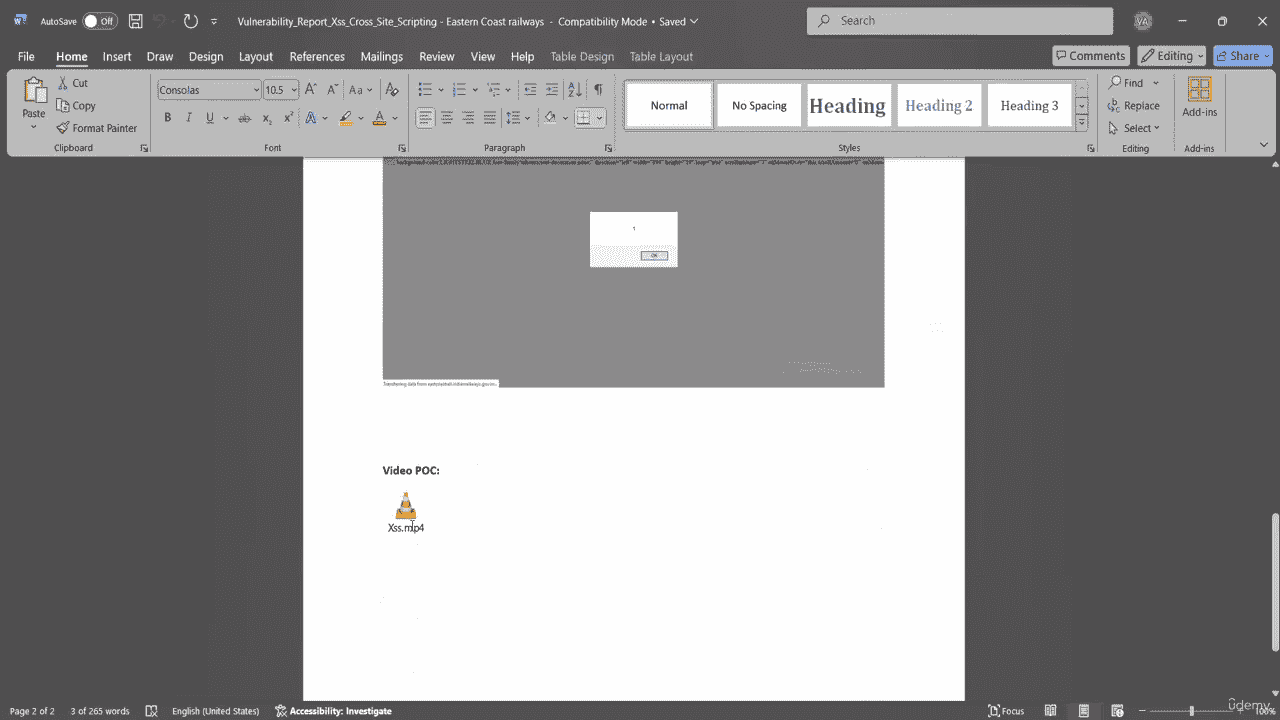 AutoSave Off Vulnerability_Report_Xss_Cross_Site_Scripting - Eastern Coast railways - Compatibility Mode • Saved Search VA
File Home Insert Draw Design Layout References Mailings Review View Help Table Design Table Layout Comments Editing Share
Paste Cut Copy Format Painter Clipboard
Consolas 10.5 Font
Paragraph
Normal No Spacing Heading Heading 2 Heading 3 Styles
Find Replace Select Editing
Add-ins Add-ins
1
OK
Video POC:
Xss.mp4
Page 2 of 2 3 of 265 words English (United States) Accessibility: Investigate Focus 100%
Udemy